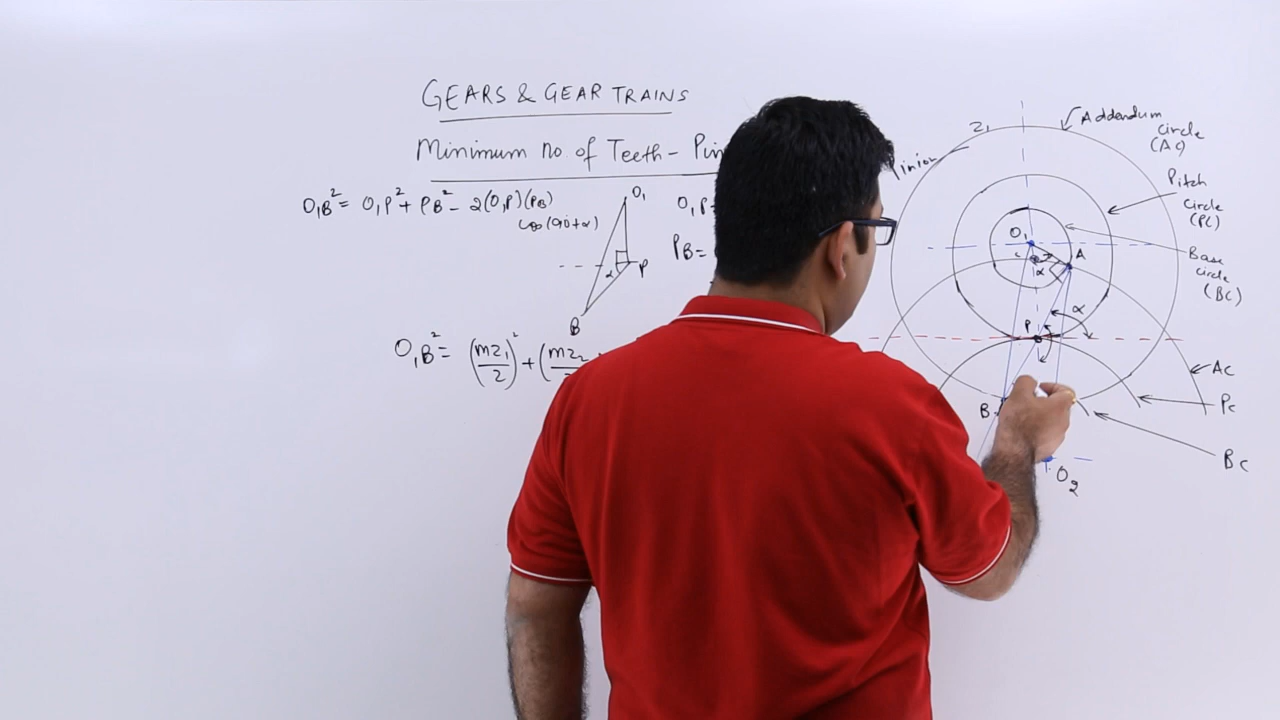 GEARS & GEAR TRAINS
Minimum no. of Teeth - Pin
O₁B² = O₁P² + PB² - 2(O₁P)(PB)
cos(90+α)
O₁
P
α
B
O₁P =
PB =
O₁B² = (mz₁/2)² + (mz₂
z₁
Addendum
circle
(AC)
Pinion
Pitch
circle
(PC)
Base
circle
(BC)
O₁
C
A
α
α
P
B
O₂
AC
PC
BC